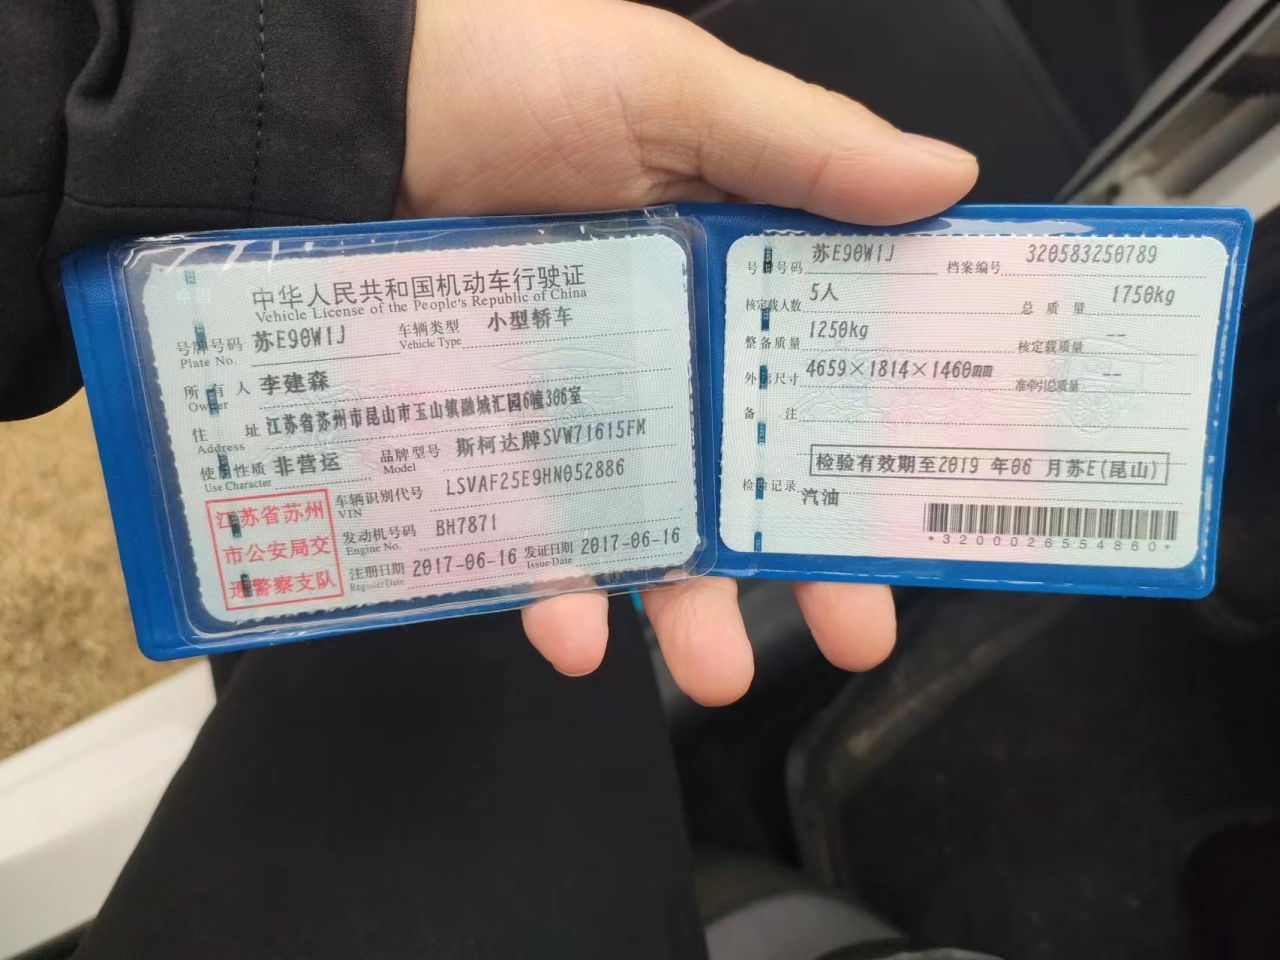 中华人民共和国机动车行驶证
Vehicle License of the People's Republic of China
号牌号码 苏E90W1J 车辆类型 小型轿车
Plate No. Vehicle Type
所有人 李建森
Owner
住址 江苏省苏州市昆山市玉山镇融城汇园6幢306室
Address
使用性质 非营运 品牌型号 斯柯达牌SVW71615FM
Use Character Model
江苏省苏州
市公安局交
通警察支队
车辆识别代号 LSVAF25E9HN052886
VIN
发动机号码 BH7871
Engine No.
注册日期 2017-06-16 发证日期 2017-06-16
Register Date Issue Date
号牌号码 苏E90W1J 档案编号 320583250789
核定载人数 5人 总质量 1750kg
整备质量 1250kg 核定载质量 --
外廓尺寸 4659×1814×1460mm 准牵引总质量 --
备注
检验有效期至2019 年06 月苏E(昆山)
检验记录
汽油
*3200026554860*